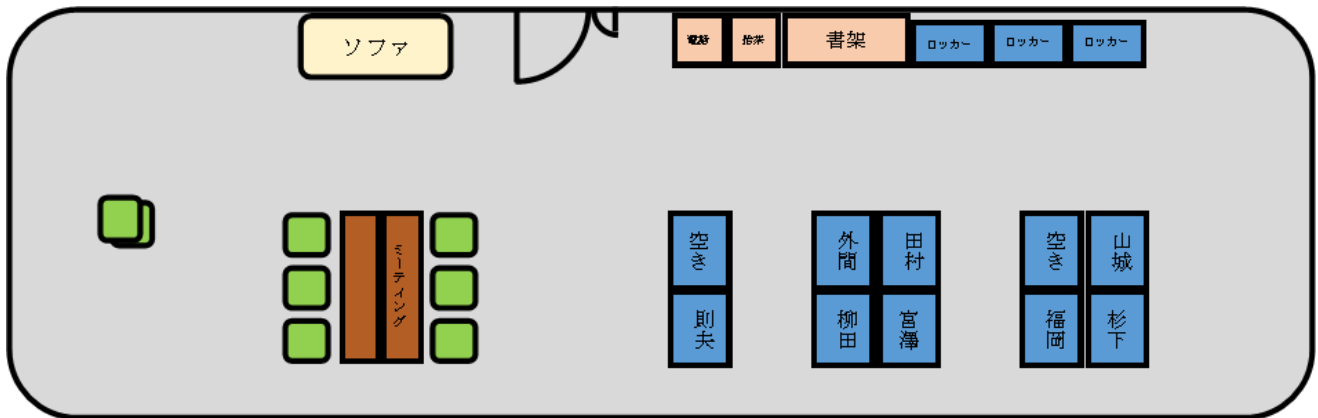 ソファ
書架
ロッカー
ロッカー
ロッカー
ミーティング
空き
則夫
外間
田村
柳田
宮澤
空き
山城
福岡
杉下